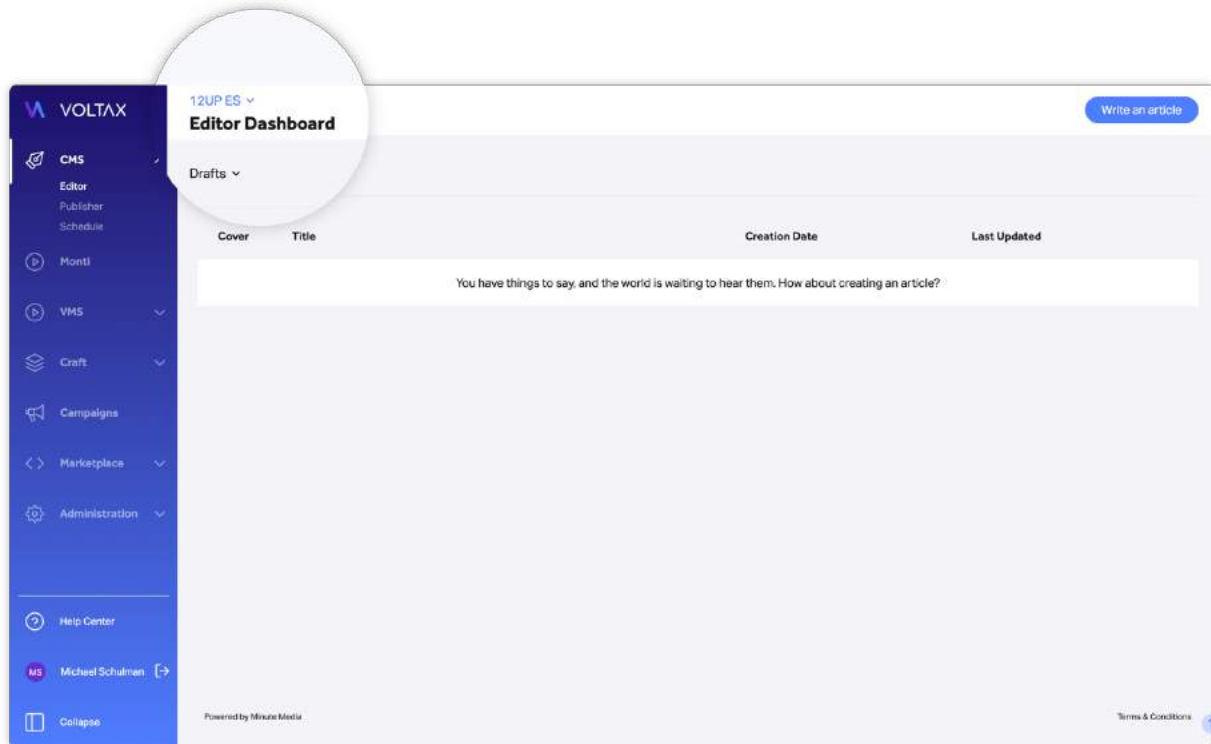 VOLTAX
12UP ES
Editor Dashboard
Write an article
CMS
Editor
Publisher
Schedule
Monti
VMS
Craft
Campaigns
Marketplace
Administration
Help Center
MS
Michael Schulman
Collapse
Drafts
Cover Title Creation Date Last Updated
You have things to say, and the world is waiting to hear them. How about creating an article?
Powered by Minute Media
Terms & Conditions